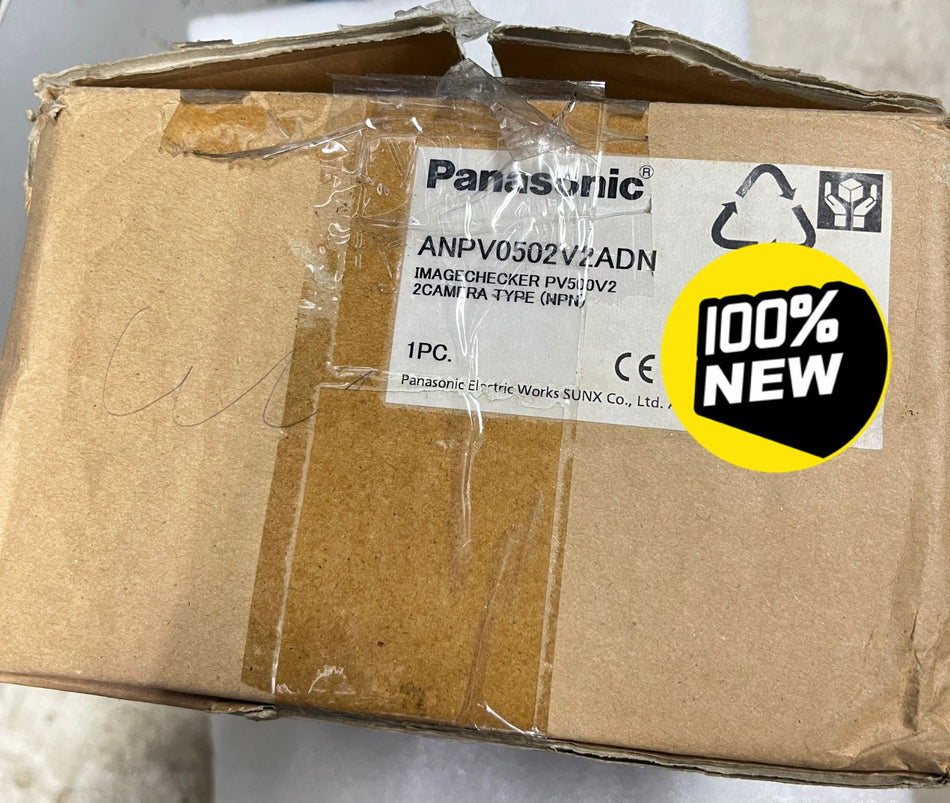 Panasonic®
ANPV0502V2ADN
IMAGECHECKER PV500V2
2CAMERA TYPE (NPN)
1PC.
CE
Panasonic Electric Works SUNX Co., Ltd.
100%
NEW